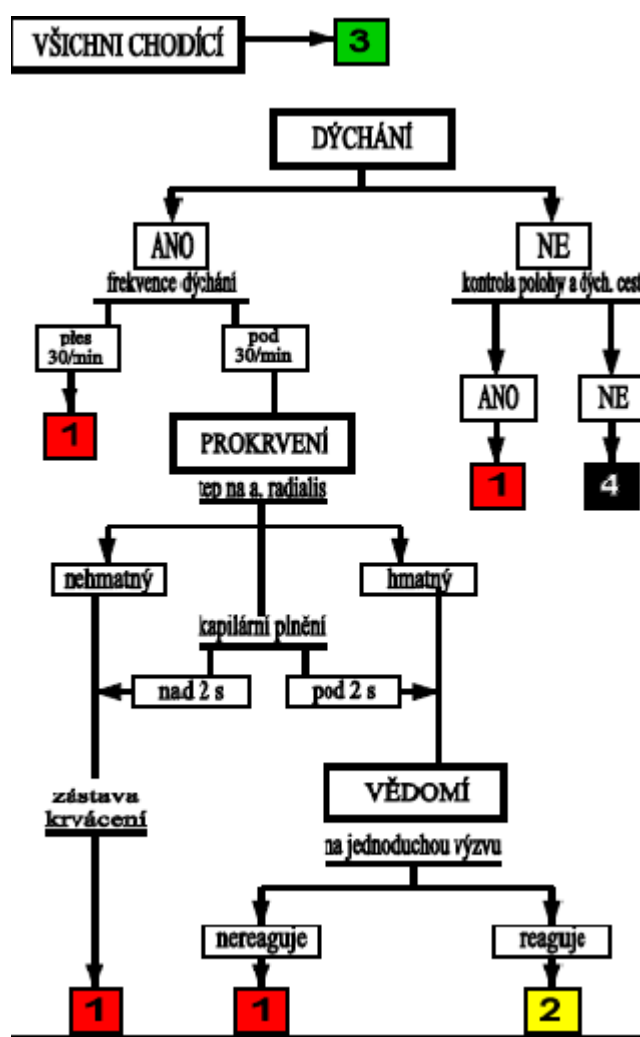 VŠICHNI CHODÍCÍ
3
DÝCHÁNÍ
ANO
NE
frekvence dýchání
kontrola polohy a dých. cest
přes
30/min
pod
30/min
ANO
NE
1
PROKRVENÍ
1
4
tep na a. radialis
nehmatný
hmatný
kapilární plnění
nad 2 s
pod 2 s
VĚDOMÍ
zástava
krvácení
na jednoduchou výzvu
nereaguje
reaguje
1
1
2